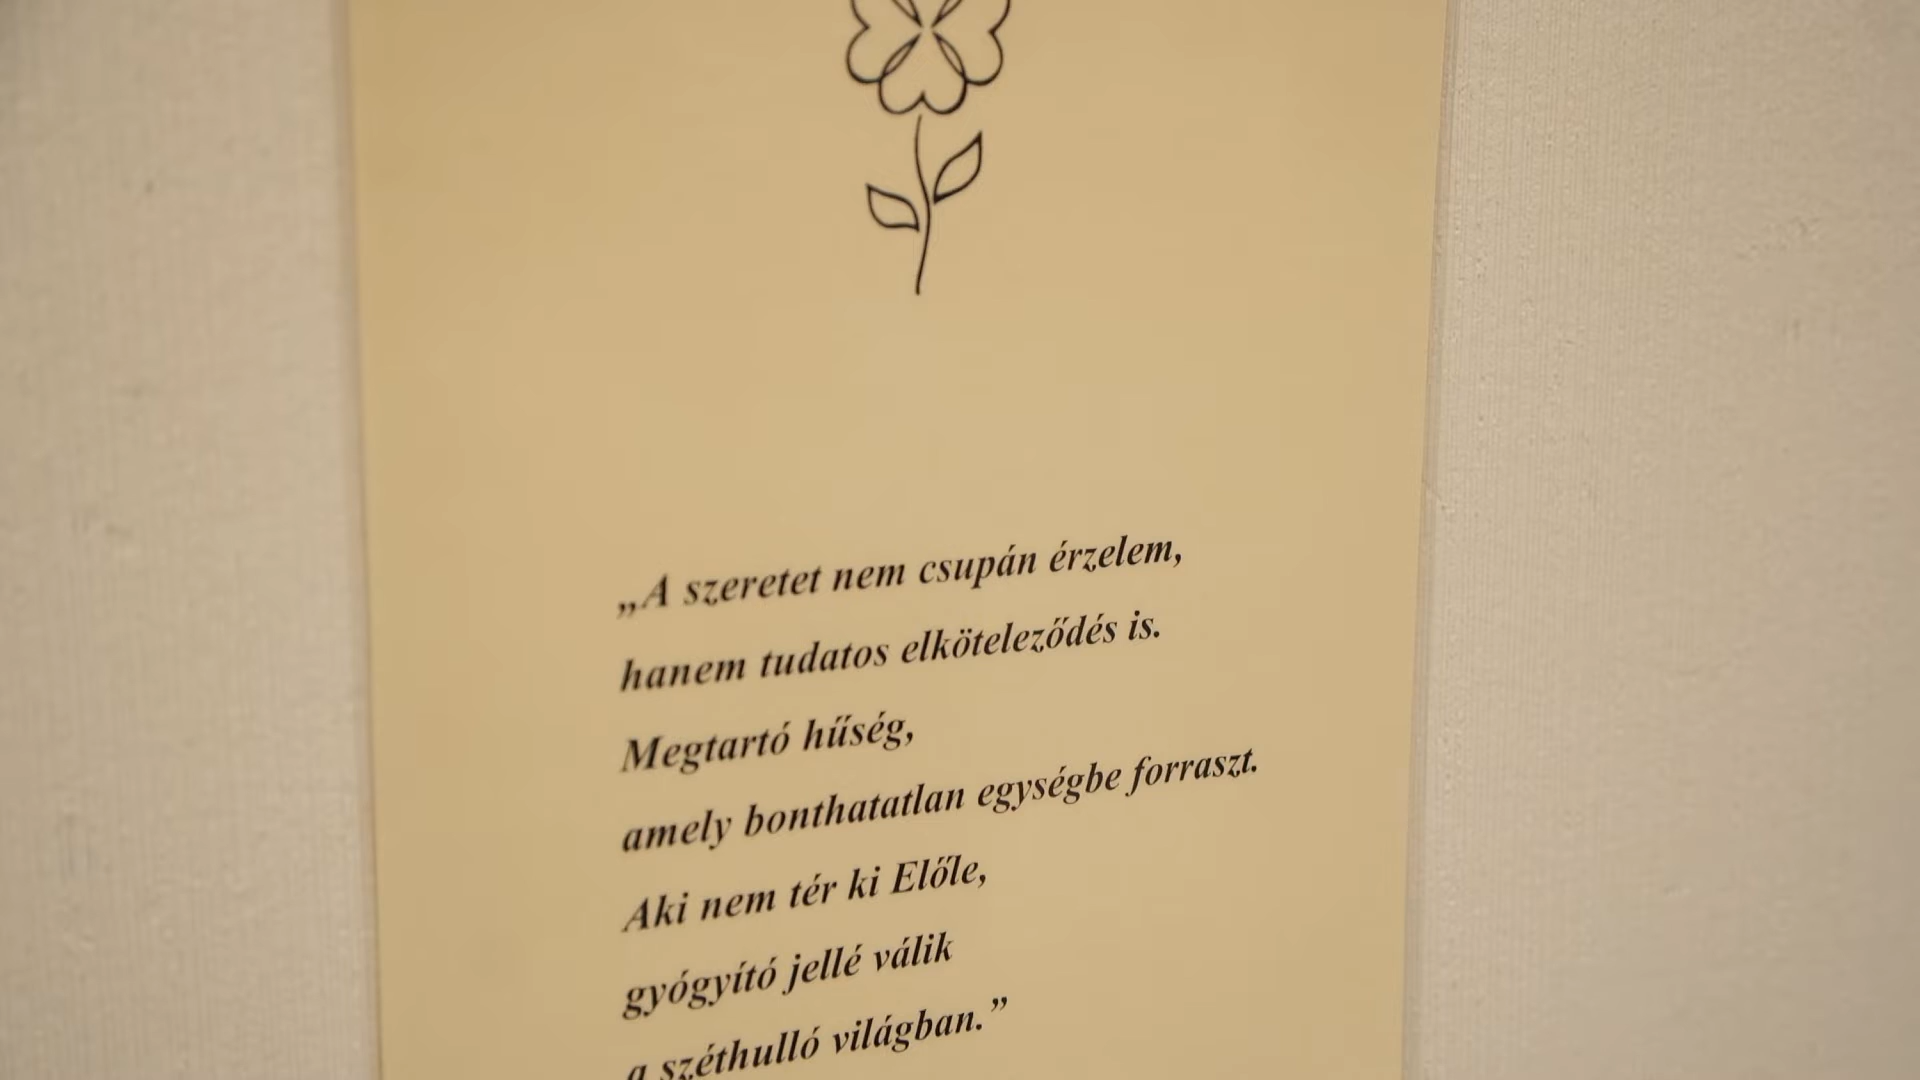 „A szeretet nem csupán érzelem,
hanem tudatos elköteleződés is.
Megtartó hűség,
amely bonthatatlan egységbe forraszt.
Aki nem tér ki Előle,
gyógyító jellé válik
a széthulló világban.”